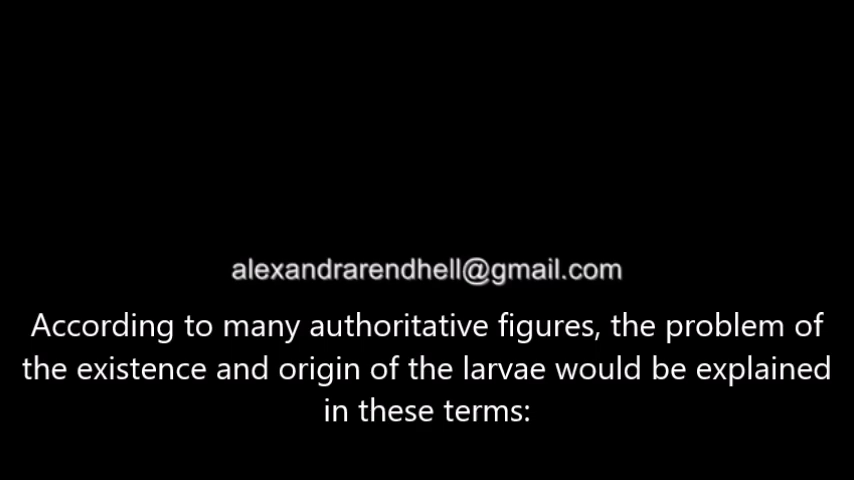 alexandrarendhell@gmail.com
According to many authoritative figures, the problem of
the existence and origin of the larvae would be explained
in these terms: